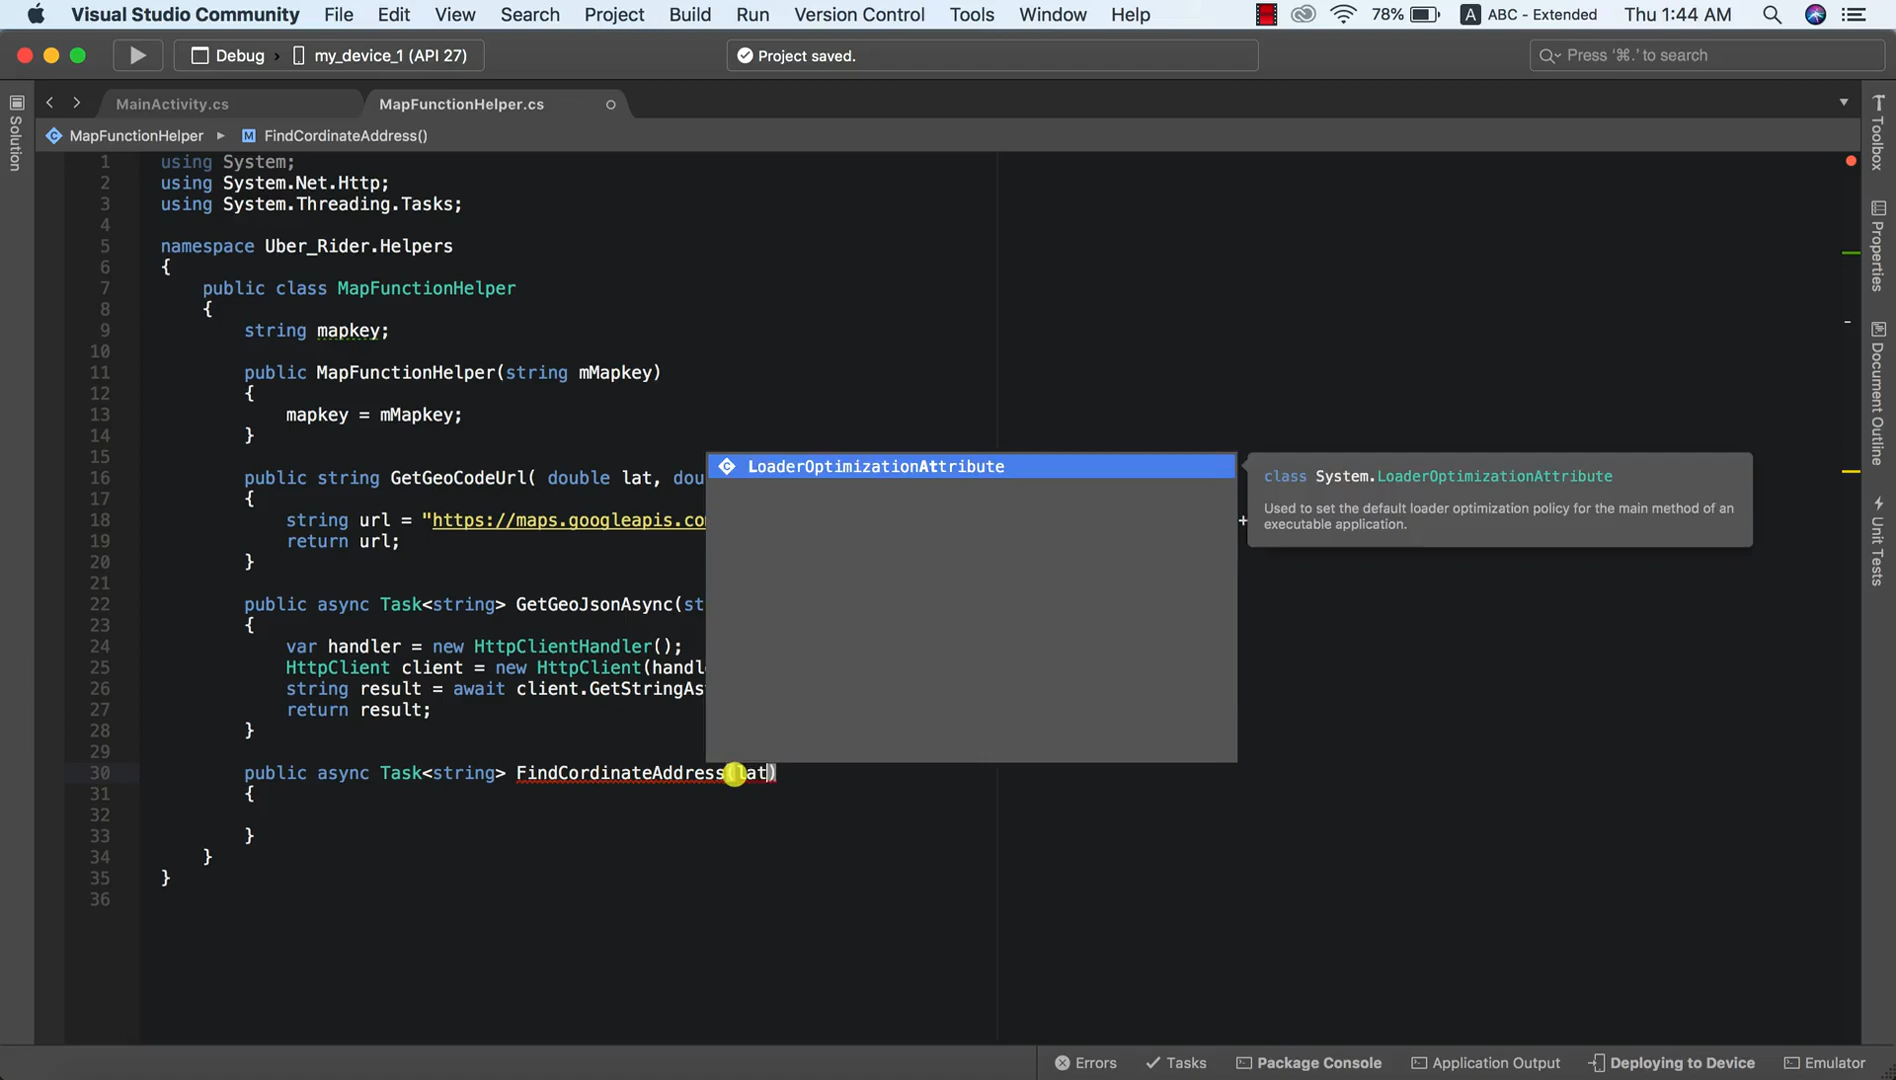 Visual Studio Community File Edit View Search Project Build Run Version Control Tools Window Help 78% A ABC - Extended Thu 1:44 AM
Debug my_device_1 (API 27) Project saved. Press '⌘.' to search
MainActivity.cs MapFunctionHelper.cs
MapFunctionHelper M FindCordinateAddress()
Solution
Toolbox
Properties
Document Outline
Unit Tests
1 using System;
2 using System.Net.Http;
3 using System.Threading.Tasks;
4
5 namespace Uber_Rider.Helpers
6 {
7 public class MapFunctionHelper
8 {
9 string mapkey;
10
11 public MapFunctionHelper(string mMapkey)
12 {
13 mapkey = mMapkey;
14 }
15
16 public string GetGeoCodeUrl( double lat, dou
17 {
18 string url = "https://maps.googleapis.com +
19 return url;
20 }
21
22 public async Task<string> GetGeoJsonAsync(st
23 {
24 var handler = new HttpClientHandler();
25 HttpClient client = new HttpClient(handl
26 string result = await client.GetStringAs
27 return result;
28 }
29
30 public async Task<string> FindCordinateAddress(lat)
31 {
32
33 }
34 }
35 }
36
C LoaderOptimizationAttribute
class System.LoaderOptimizationAttribute
Used to set the default loader optimization policy for the main method of an
executable application.
Errors Tasks Package Console Application Output Deploying to Device Emulator